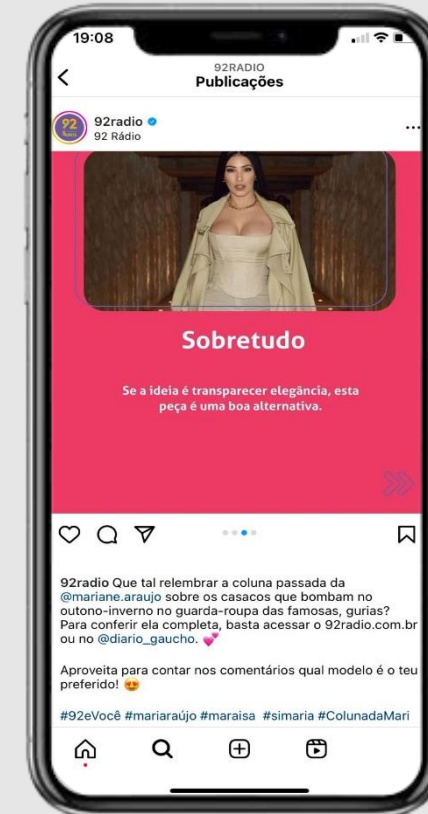 19:08
92RADIO
Publicações
92
92radio
92 Rádio
Sobretudo
Se a ideia é transparecer elegância, esta
peça é uma boa alternativa.
92radio Que tal relembrar a coluna passada da
@mariane.araujo sobre os casacos que bombam no
outono-inverno no guarda-roupa das famosas, gurias?
Para conferir ela completa, basta acessar o 92radio.com.br
ou no @diario_gaucho. 💕
Aproveita para contar nos comentários qual modelo é o teu
preferido! 😍
#92eVocê #mariaraújo #maraisa #simaria #ColunadaMari